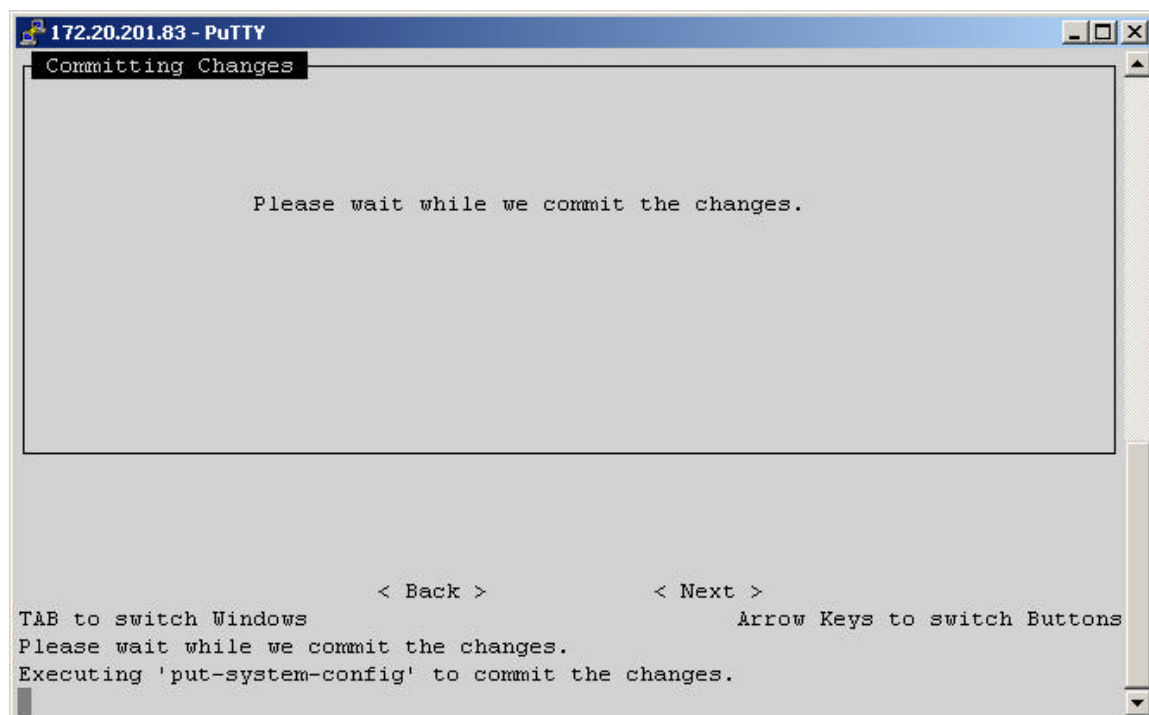 172.20.201.83 - PuTTY
Committing Changes
Please wait while we commit the changes.
< Back > < Next >
TAB to switch Windows Arrow Keys to switch Buttons
Please wait while we commit the changes.
Executing 'put-system-config' to commit the changes.